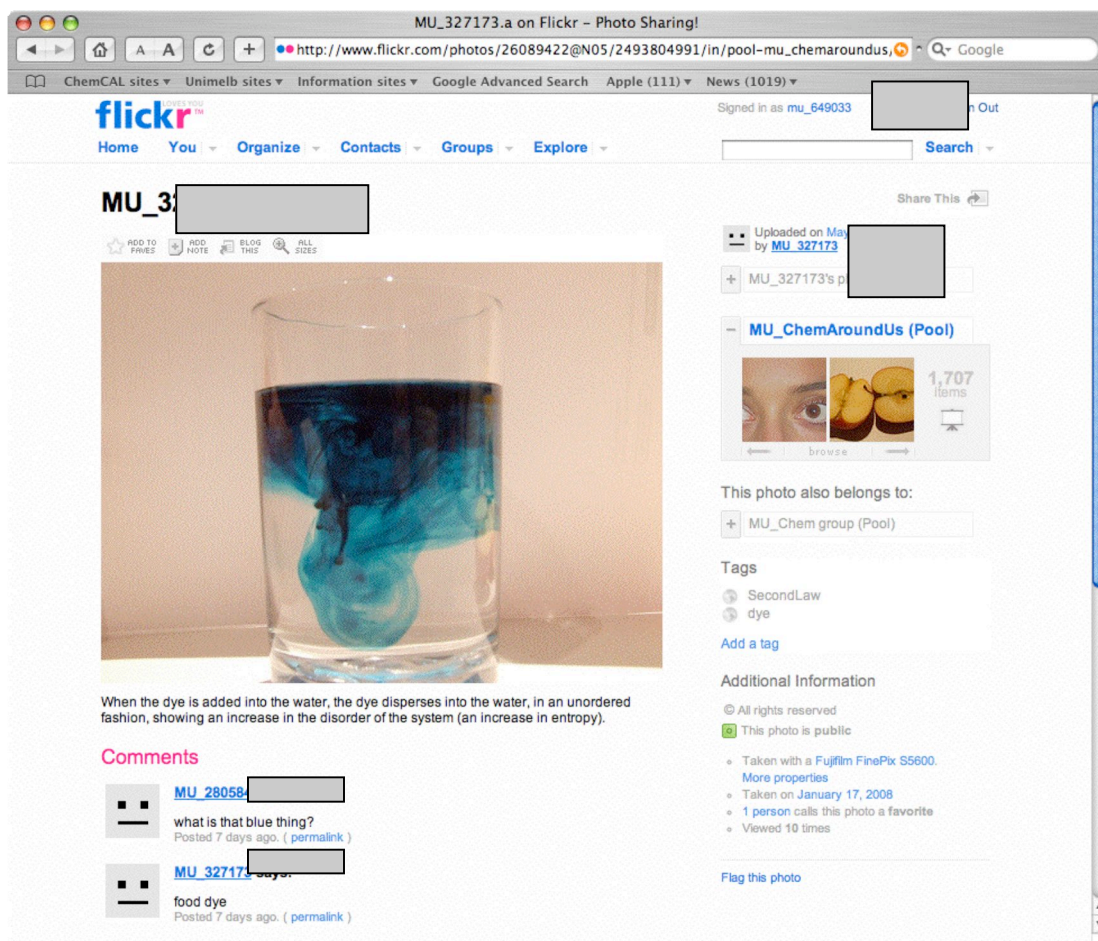 MU_327173.a on Flickr – Photo Sharing!
A A
http://www.flickr.com/photos/26089422@N05/2493804991/in/pool-mu_chemaroundus,
Google
ChemCAL sites Unimelb sites Information sites Google Advanced Search Apple (111) News (1019)
flickr LOVES YOU TM
Signed in as mu_649033 Out
Home You Organize Contacts Groups Explore
Search
MU_32
Share This
ADD TO FAVES
ADD NOTE
BLOG THIS
ALL SIZES
Uploaded on May
by MU_327173
MU_327173's
MU_ChemAroundUs (Pool)
1,707
items
browse
This photo also belongs to:
MU_Chem group (Pool)
Tags
SecondLaw
dye
Add a tag
Additional Information
© All rights reserved
This photo is public
Taken with a Fujifilm FinePix S5600.
More properties
Taken on January 17, 2008
1 person calls this photo a favorite
Viewed 10 times
Flag this photo
When the dye is added into the water, the dye disperses into the water, in an unordered
fashion, showing an increase in the disorder of the system (an increase in entropy).
Comments
MU_28058
what is that blue thing?
Posted 7 days ago. ( permalink )
MU_327173 says:
food dye
Posted 7 days ago. ( permalink )